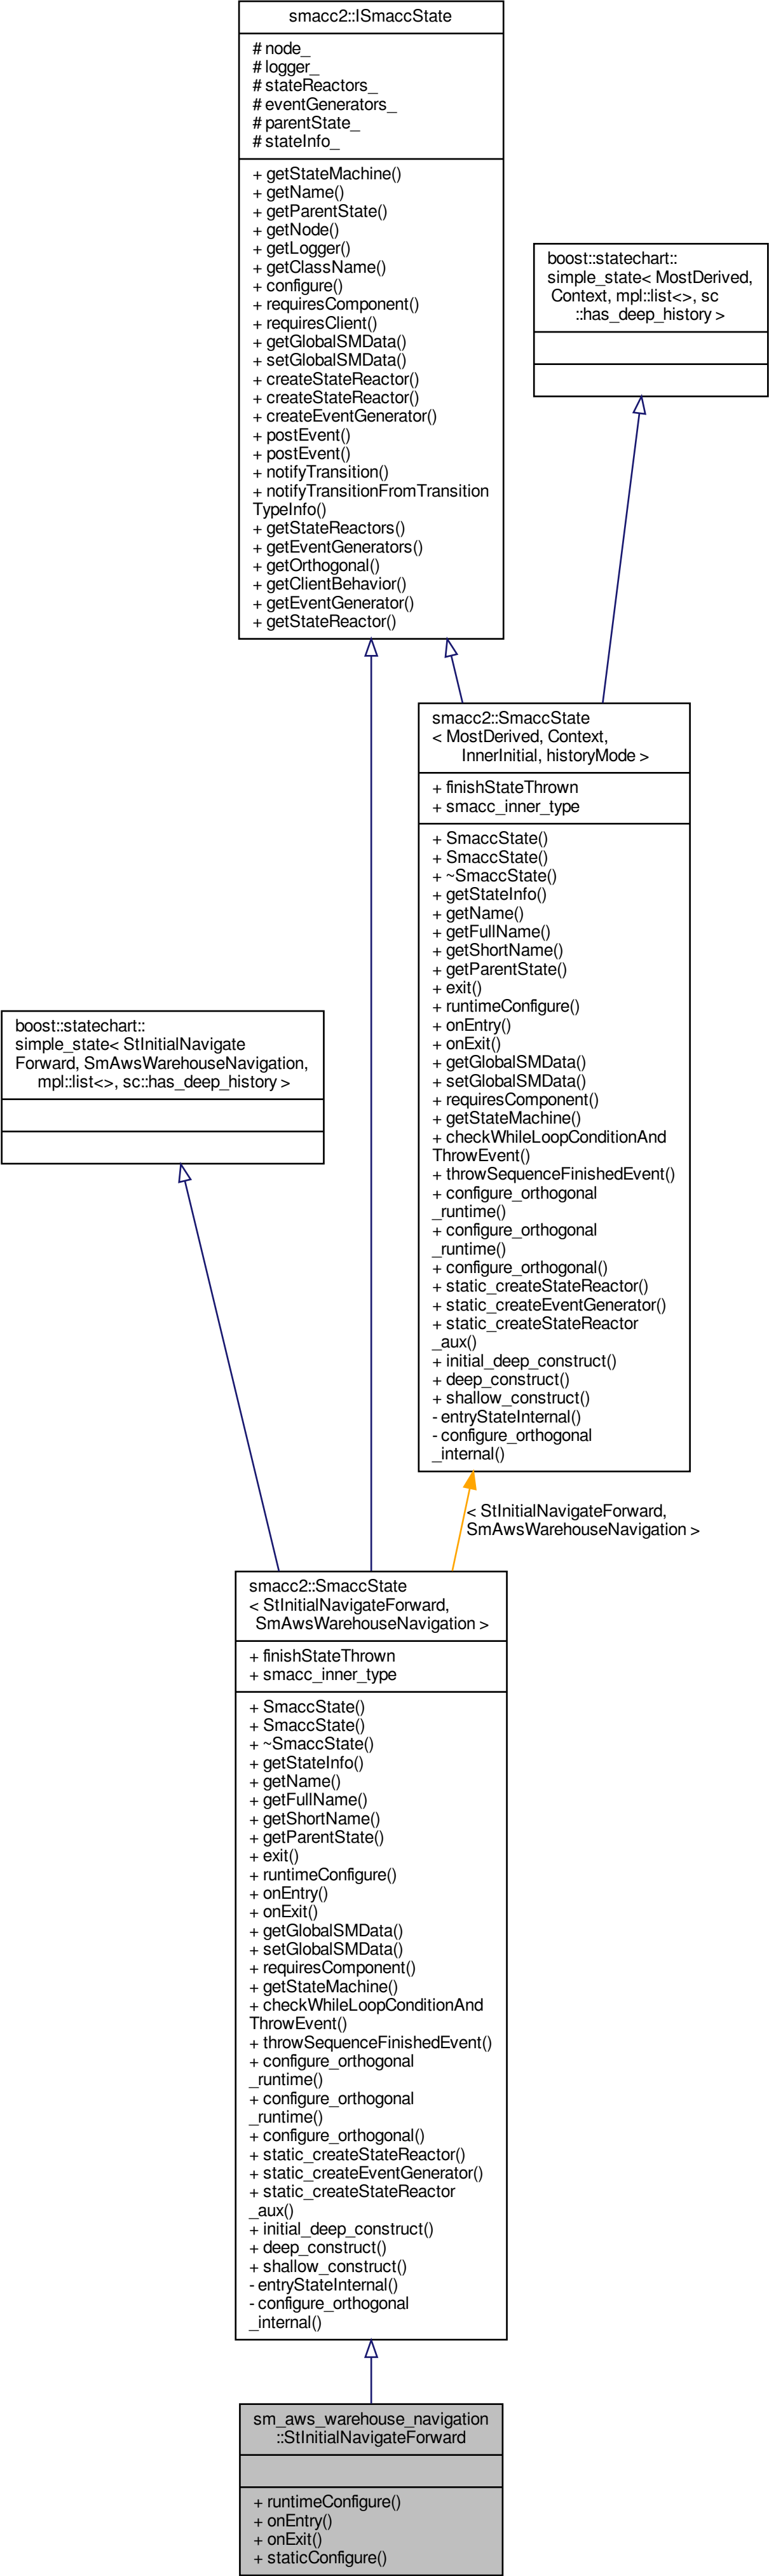 smacc2::ISmaccState
# node_
# logger_
# stateReactors_
# eventGenerators_
# parentState_
# stateInfo_
+ getStateMachine()
+ getName()
+ getParentState()
+ getNode()
+ getLogger()
+ getClassName()
+ configure()
+ requiresComponent()
+ requiresClient()
+ getGlobalSMData()
+ setGlobalSMData()
+ createStateReactor()
+ createStateReactor()
+ createEventGenerator()
+ postEvent()
+ postEvent()
+ notifyTransition()
+ notifyTransitionFromTransition
TypeInfo()
+ getStateReactors()
+ getEventGenerators()
+ getOrthogonal()
+ getClientBehavior()
+ getEventGenerator()
+ getStateReactor()
boost::statechart::
simple_state< MostDerived,
Context, mpl::list<>, sc
::has_deep_history >
smacc2::SmaccState
< MostDerived, Context,
InnerInitial, historyMode >
+ finishStateThrown
+ smacc_inner_type
+ SmaccState()
+ SmaccState()
+ ~SmaccState()
+ getStateInfo()
+ getName()
+ getFullName()
+ getShortName()
+ getParentState()
+ exit()
+ runtimeConfigure()
+ onEntry()
+ onExit()
+ getGlobalSMData()
+ setGlobalSMData()
+ requiresComponent()
+ getStateMachine()
+ checkWhileLoopConditionAnd
ThrowEvent()
+ throwSequenceFinishedEvent()
+ configure_orthogonal
_runtime()
+ configure_orthogonal
_runtime()
+ configure_orthogonal()
+ static_createStateReactor()
+ static_createEventGenerator()
+ static_createStateReactor
_aux()
+ initial_deep_construct()
+ deep_construct()
+ shallow_construct()
- entryStateInternal()
- configure_orthogonal
_internal()
boost::statechart::
simple_state< StInitialNavigate
Forward, SmAwsWarehouseNavigation,
mpl::list<>, sc::has_deep_history >
< StInitialNavigateForward,
SmAwsWarehouseNavigation >
smacc2::SmaccState
< StInitialNavigateForward,
SmAwsWarehouseNavigation >
+ finishStateThrown
+ smacc_inner_type
+ SmaccState()
+ SmaccState()
+ ~SmaccState()
+ getStateInfo()
+ getName()
+ getFullName()
+ getShortName()
+ getParentState()
+ exit()
+ runtimeConfigure()
+ onEntry()
+ onExit()
+ getGlobalSMData()
+ setGlobalSMData()
+ requiresComponent()
+ getStateMachine()
+ checkWhileLoopConditionAnd
ThrowEvent()
+ throwSequenceFinishedEvent()
+ configure_orthogonal
_runtime()
+ configure_orthogonal
_runtime()
+ configure_orthogonal()
+ static_createStateReactor()
+ static_createEventGenerator()
+ static_createStateReactor
_aux()
+ initial_deep_construct()
+ deep_construct()
+ shallow_construct()
- entryStateInternal()
- configure_orthogonal
_internal()
sm_aws_warehouse_navigation
::StInitialNavigateForward
+ runtimeConfigure()
+ onEntry()
+ onExit()
+ staticConfigure()